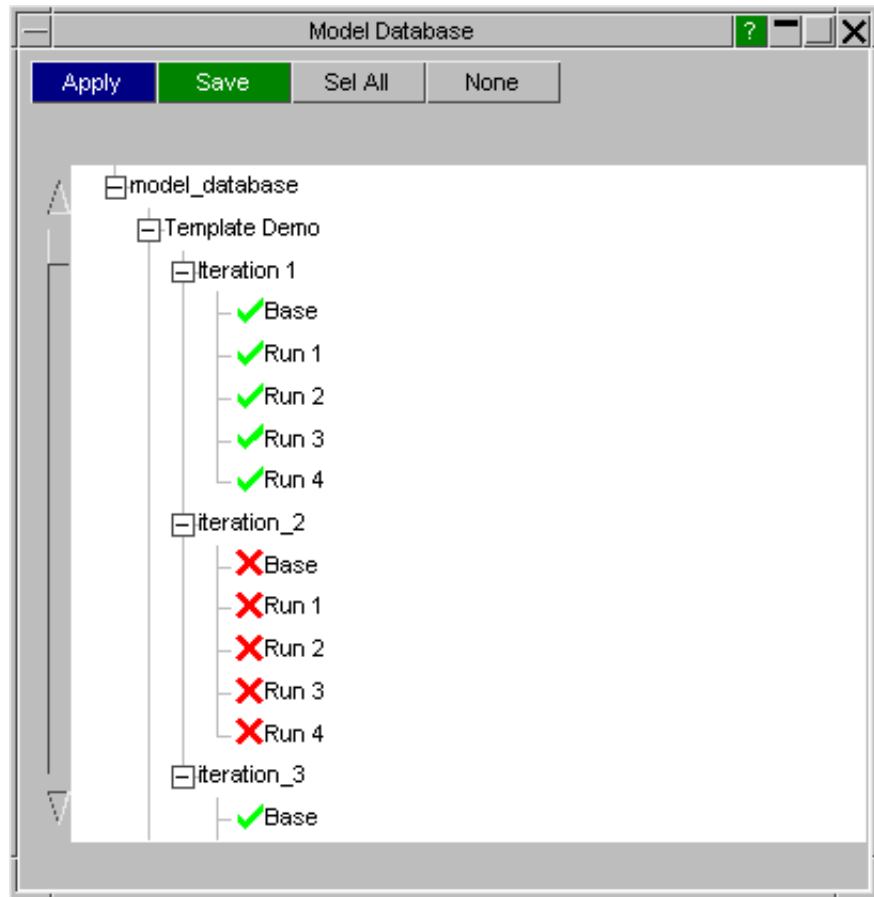 Model Database ?
Apply Save Sel All None
model_database
Template Demo
Iteration 1
Base
Run 1
Run 2
Run 3
Run 4
iteration_2
Base
Run 1
Run 2
Run 3
Run 4
iteration_3
Base